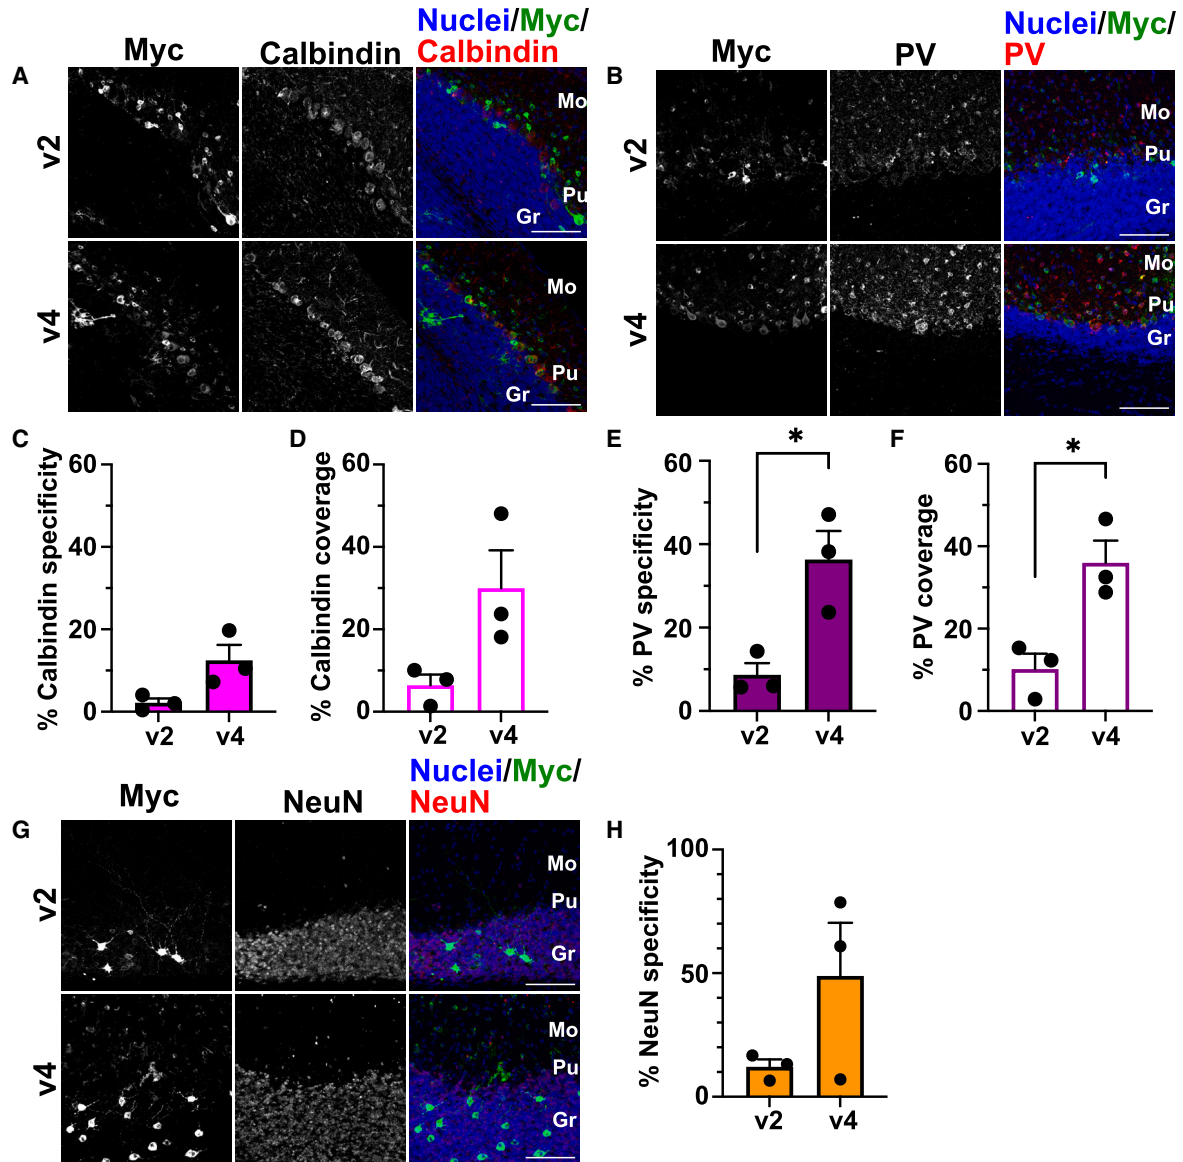 A
Myc
Calbindin
Nuclei/Myc/
Calbindin
v2
Mo
Pu
Gr
v4
Mo
Pu
Gr
B
Myc
PV
Nuclei/Myc/
PV
v2
Mo
Pu
Gr
v4
Mo
Pu
Gr
C
% Calbindin specificity
60
40
20
0
v2
v4
D
% Calbindin coverage
60
40
20
0
v2
v4
E
% PV specificity
60
40
20
0
*
v2
v4
F
% PV coverage
60
40
20
0
*
v2
v4
G
Myc
NeuN
Nuclei/Myc/
NeuN
v2
Mo
Pu
Gr
v4
Mo
Pu
Gr
H
% NeuN specificity
100
50
0
v2
v4